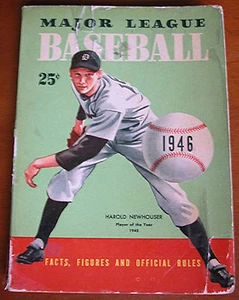 MAJOR LEAGUE
BASEBALL
25¢
D
1946
HAROLD NEWHOUSER
Player of the Year
1945
FACTS, FIGURES AND OFFICIAL RULES